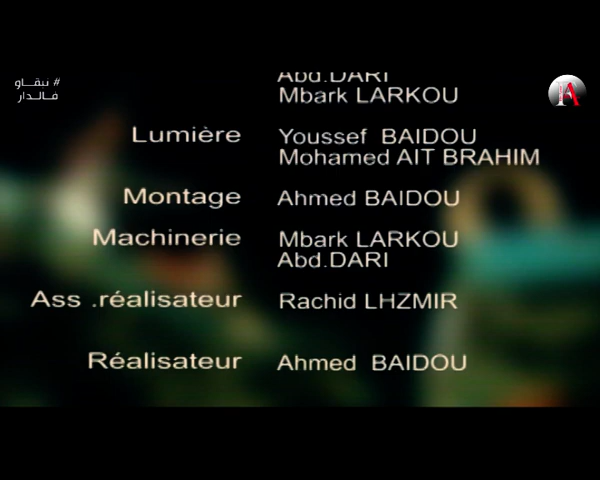 # نبقاو
فالدار
Abd.DARI
Mbark LARKOU
Lumière Youssef BAIDOU
Mohamed AIT BRAHIM
Montage Ahmed BAIDOU
Machinerie Mbark LARKOU
Abd.DARI
Ass .réalisateur Rachid LHZMIR
Réalisateur Ahmed BAIDOU